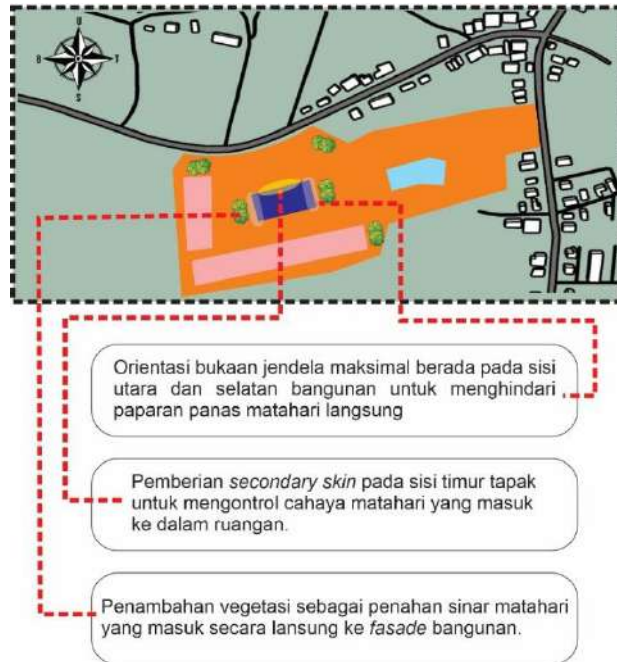 U
B T
S
Orientasi bukaan jendela maksimal berada pada sisi
utara dan selatan bangunan untuk menghindari
paparan panas matahari langsung
Pemberian secondary skin pada sisi timur tapak
untuk mengontrol cahaya matahari yang masuk
ke dalam ruangan.
Penambahan vegetasi sebagai penahan sinar matahari
yang masuk secara lansung ke fasade bangunan.